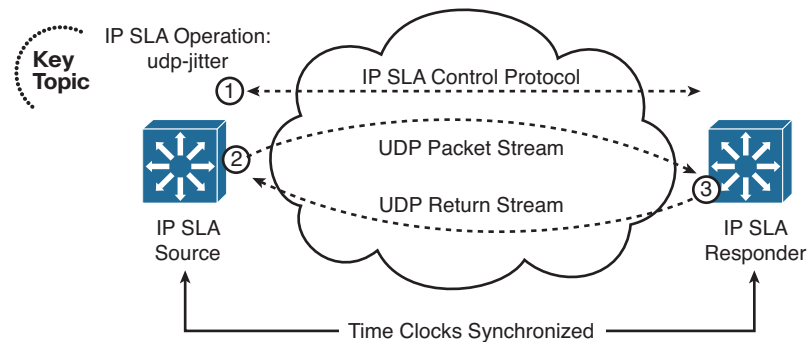 Key
Topic
IP SLA Operation:
udp-jitter
1
IP SLA Control Protocol
2
UDP Packet Stream
3
UDP Return Stream
IP SLA
Source
IP SLA
Responder
Time Clocks Synchronized